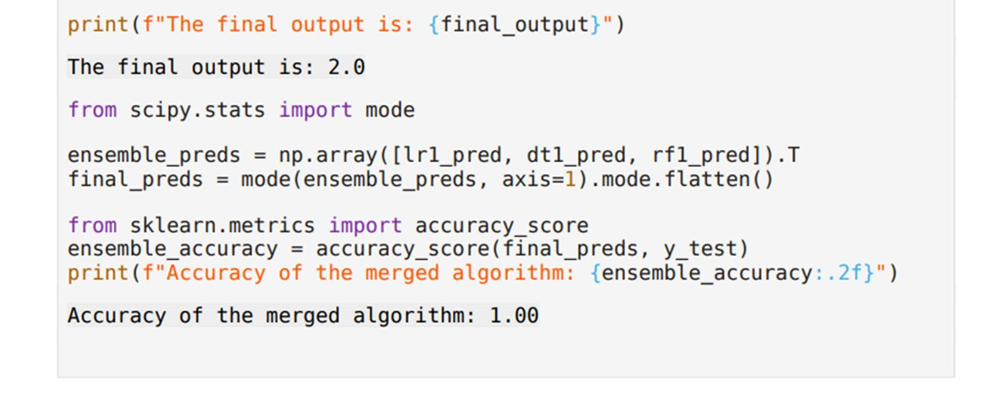 print(f"The final output is: {final_output}")
The final output is: 2.0
from scipy.stats import mode
ensemble_preds = np.array([lr1_pred, dt1_pred, rf1_pred]).T
final_preds = mode(ensemble_preds, axis=1).mode.flatten()
from sklearn.metrics import accuracy_score
ensemble_accuracy = accuracy_score(final_preds, y_test)
print(f"Accuracy of the merged algorithm: {ensemble_accuracy:.2f}")
Accuracy of the merged algorithm: 1.00